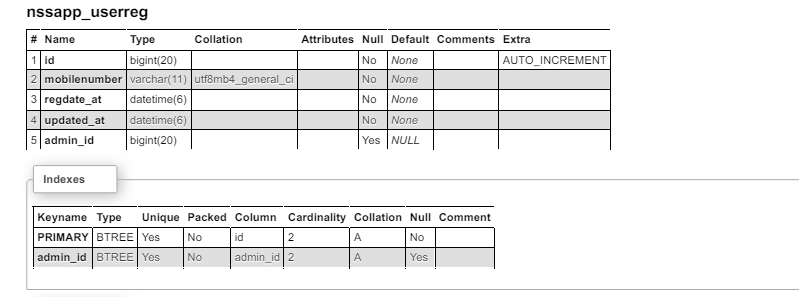 nssapp_userreg
# Name Type Collation Attributes Null Default Comments Extra
1 id bigint(20) No None AUTO_INCREMENT
2 mobilenumber varchar(11) utf8mb4_general_ci No None
3 regdate_at datetime(6) No None
4 updated_at datetime(6) No None
5 admin_id bigint(20) Yes NULL
Indexes
Keyname Type Unique Packed Column Cardinality Collation Null Comment
PRIMARY BTREE Yes No id 2 A No
admin_id BTREE Yes No admin_id 2 A Yes